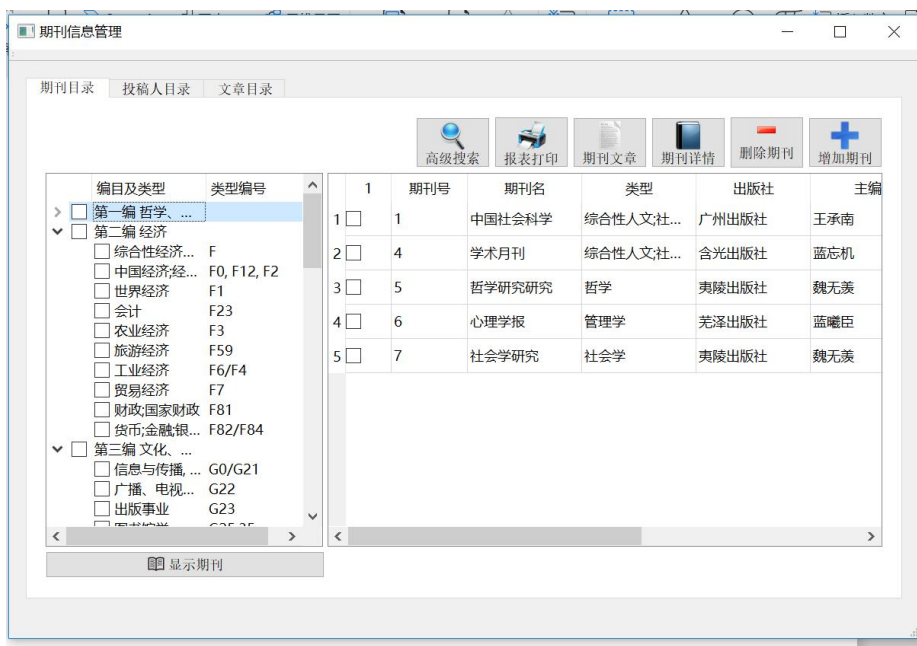 期刊信息管理
期刊目录 投稿人目录 文章目录
高级搜索 报表打印 期刊文章 期刊详情 删除期刊 增加期刊
编目及类型 类型编号
第一编 哲学、...
第二编 经济
综合性经济... F
中国经济;经... F0, F12, F2
世界经济 F1
会计 F23
农业经济 F3
旅游经济 F59
工业经济 F6/F4
贸易经济 F7
财政;国家财政 F81
货币;金融;银... F82/F84
第三编 文化、...
信息与传播, ... G0/G21
广播、电视... G22
出版事业 G23
显示期刊
1 期刊号 期刊名 类型 出版社 主编
1 1 中国社会科学 综合性人文;社... 广州出版社 王承南
2 4 学术月刊 综合性人文;社... 含光出版社 蓝忘机
3 5 哲学研究研究 哲学 夷陵出版社 魏无羡
4 6 心理学报 管理学 芜泽出版社 蓝曦臣
5 7 社会学研究 社会学 夷陵出版社 魏无羡